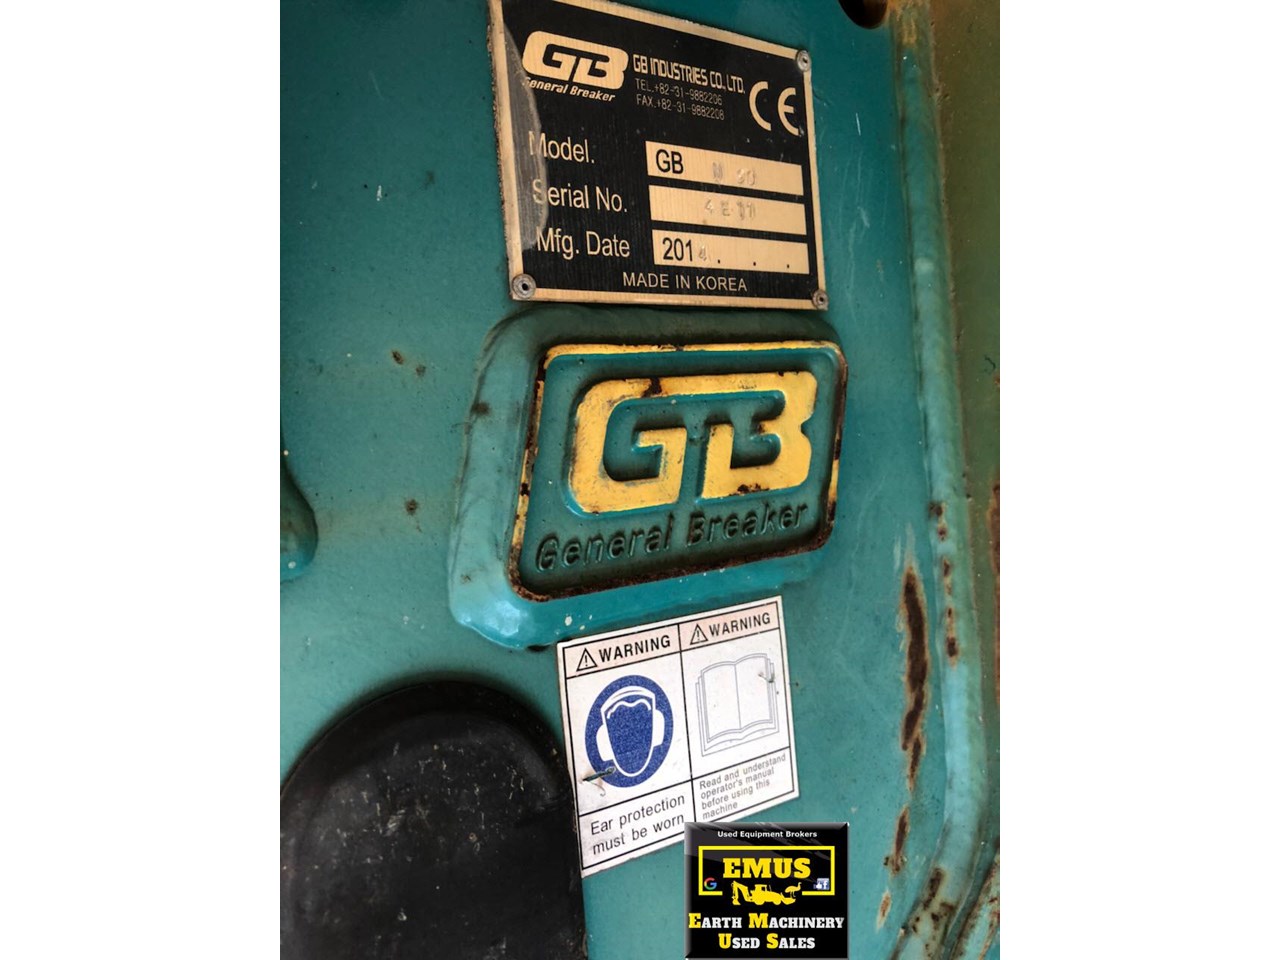 GB
General Breaker
GB INDUSTRIES CO., LTD.
TEL.+82-31-9882206
FAX.+82-31-9882208
CE
Model. GB
Serial No.
Mfg. Date 2014 . . .
MADE IN KOREA
GB
General Breaker
WARNING
Ear protection
must be worn
WARNING
Read and understand
operator's manual
before using this
machine
Used Equipment Brokers
EMUS
G
EARTH MACHINERY
USED SALES